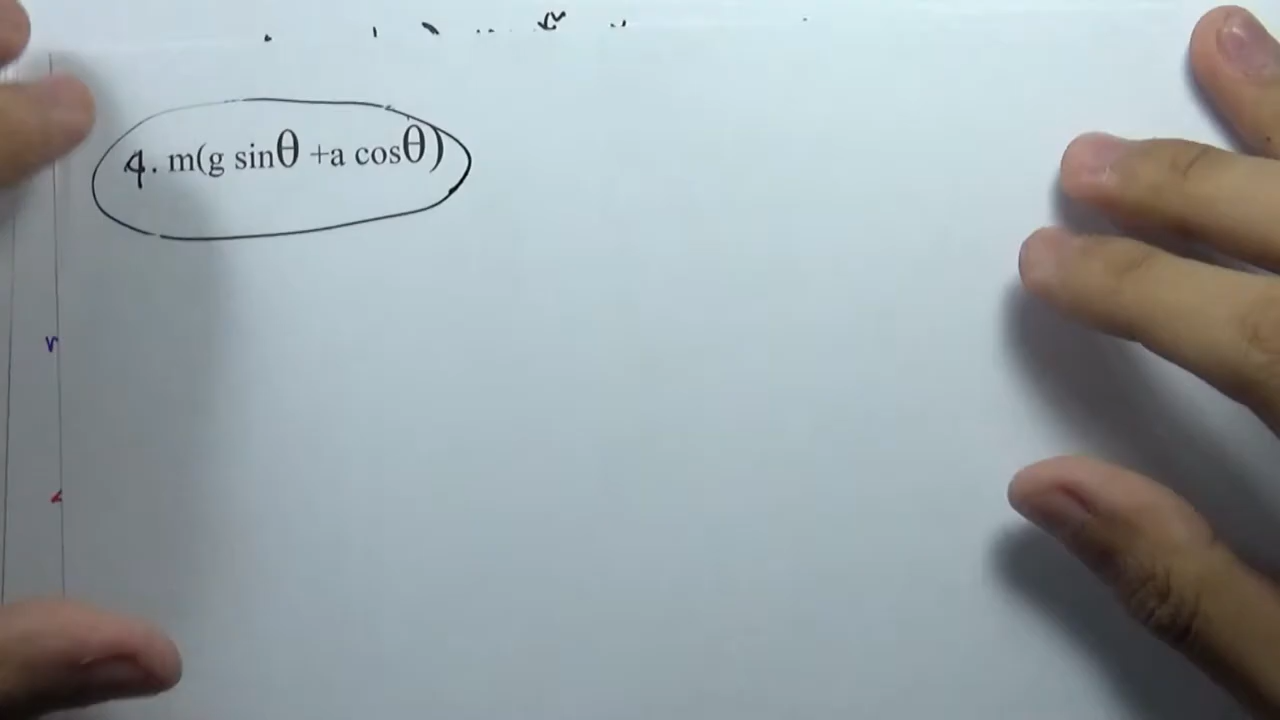 4. m(g sinθ +a cosθ)